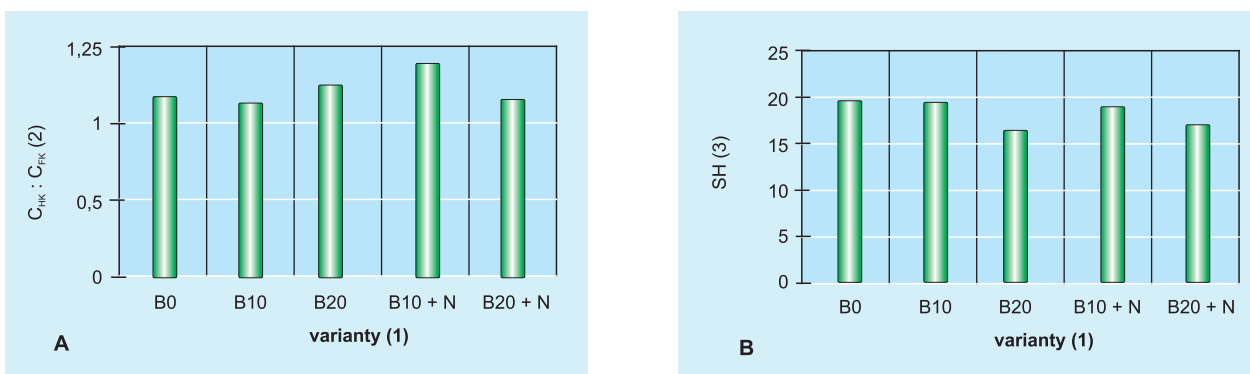 1,25
1
0,5
0
C_HK : C_FK (2)
B0 B10 B20 B10 + N B20 + N
varianty (1)
A
25
20
15
10
5
0
SH (3)
B0 B10 B20 B10 + N B20 + N
varianty (1)
B